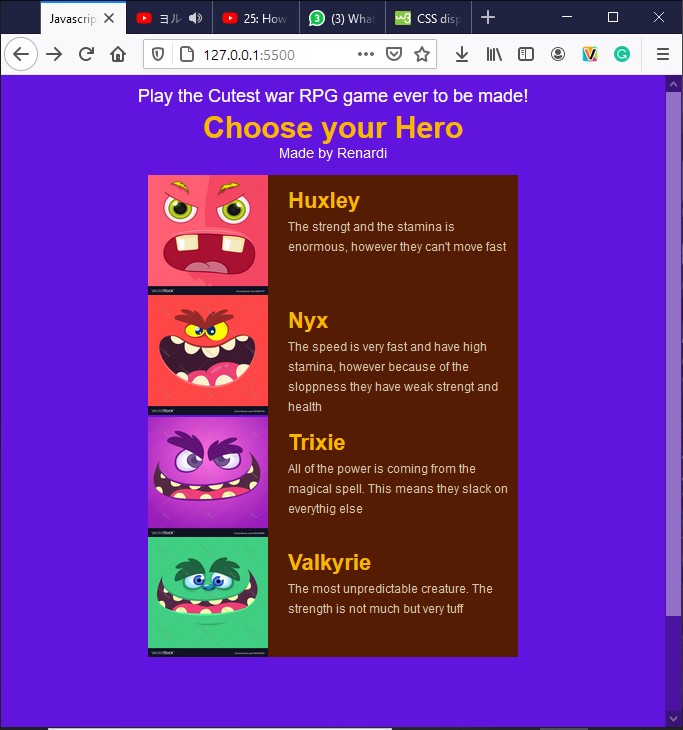 Javascrip
ヨル
25: How
(3) What
CSS disp
127.0.0.1:5500
Play the Cutest war RPG game ever to be made!
Choose your Hero
Made by Renardi
Huxley
The strengt and the stamina is
enormous, however they can't move fast
VectorStock
Nyx
The speed is very fast and have high
stamina, however because of the
sloppness they have weak strengt and
health
VectorStock
Trixie
All of the power is coming from the
magical spell. This means they slack on
everythig else
VectorStock
Valkyrie
The most unpredictable creature. The
strength is not much but very tuff
VectorStock